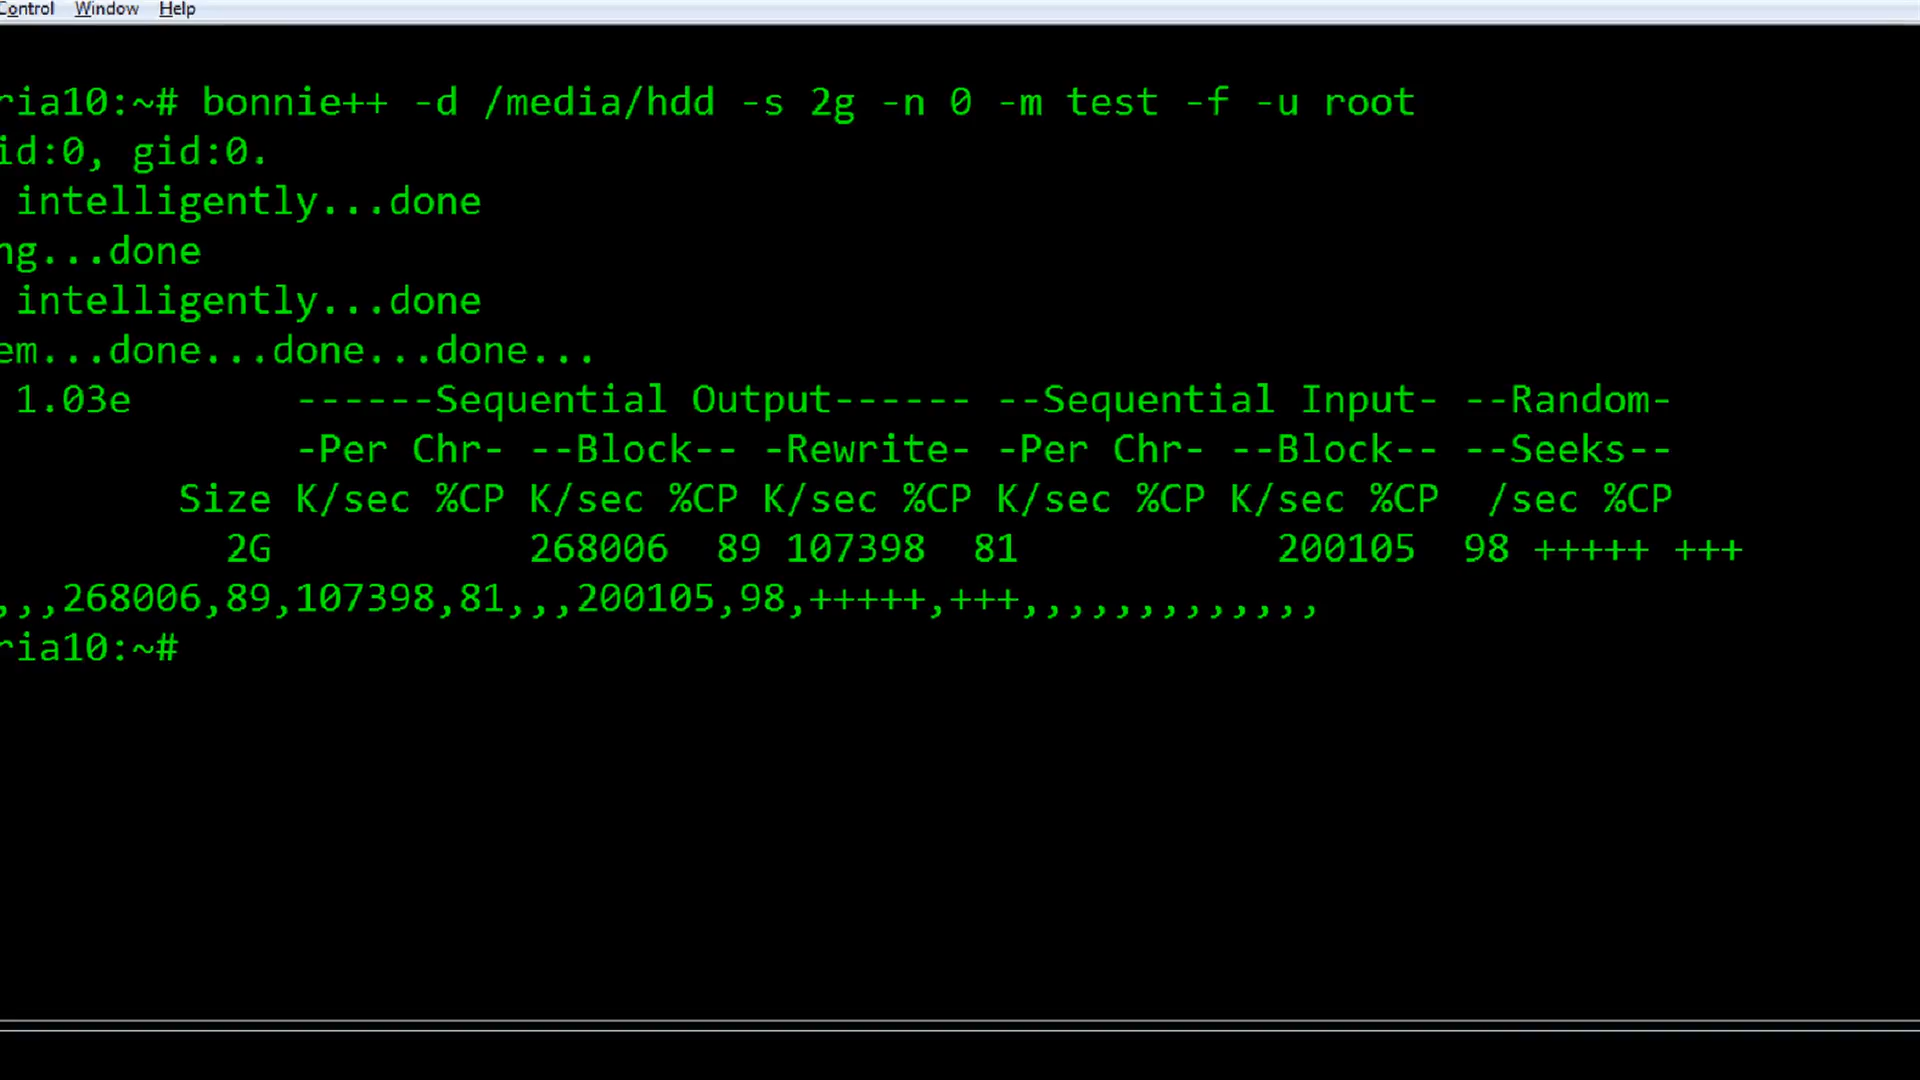 Control Window Help
ria10:~# bonnie++ -d /media/hdd -s 2g -n 0 -m test -f -u root
id:0, gid:0.
intelligently...done
ng...done
intelligently...done
em...done...done...done...
1.03e ------Sequential Output------ --Sequential Input- --Random-
-Per Chr- --Block-- -Rewrite- -Per Chr- --Block-- --Seeks--
Size K/sec %CP K/sec %CP K/sec %CP K/sec %CP K/sec %CP /sec %CP
2G 268006 89 107398 81 200105 98 +++++ +++
,,,268006,89,107398,81,,,200105,98,+++++,+++,,,,,,,,,,,,,
ria10:~#